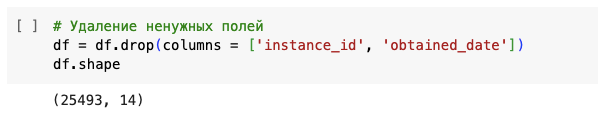 [ ] # Удаление ненужных полей
df = df.drop(columns = ['instance_id', 'obtained_date'])
df.shape
(25493, 14)